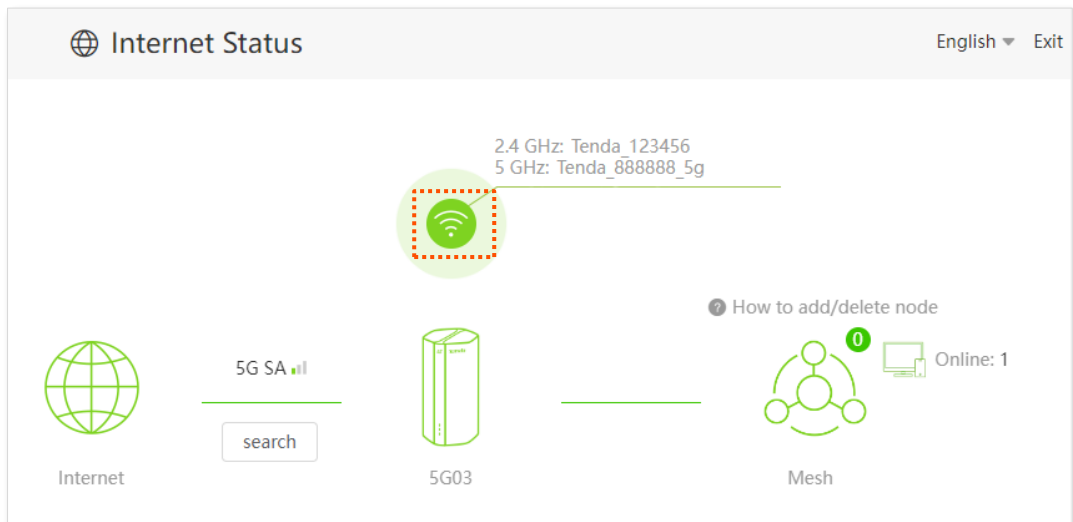 Internet Status
English Exit
2.4 GHz: Tenda_123456
5 GHz: Tenda_888888_5g
? How to add/delete node
0
Online: 1
5G SA
search
Internet
5G03
Mesh